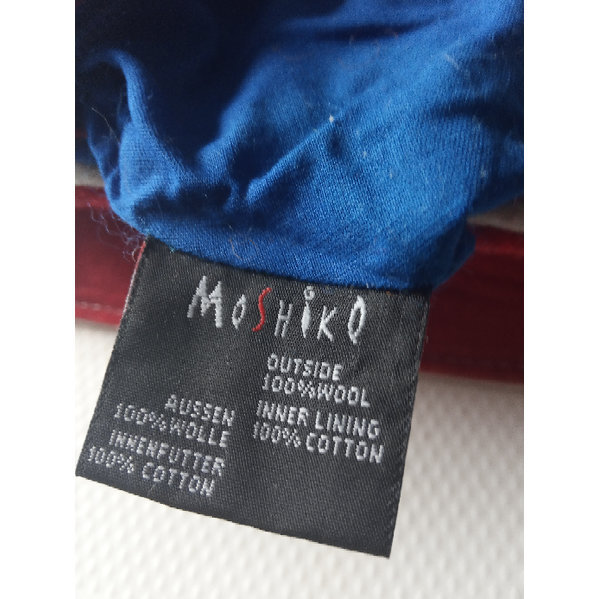 MOSHIKO
OUTSIDE
100%WOOL
INNER LINING
100% COTTON
AUSSEN
100%WOLLE
INNENFUTTER
100% COTTON